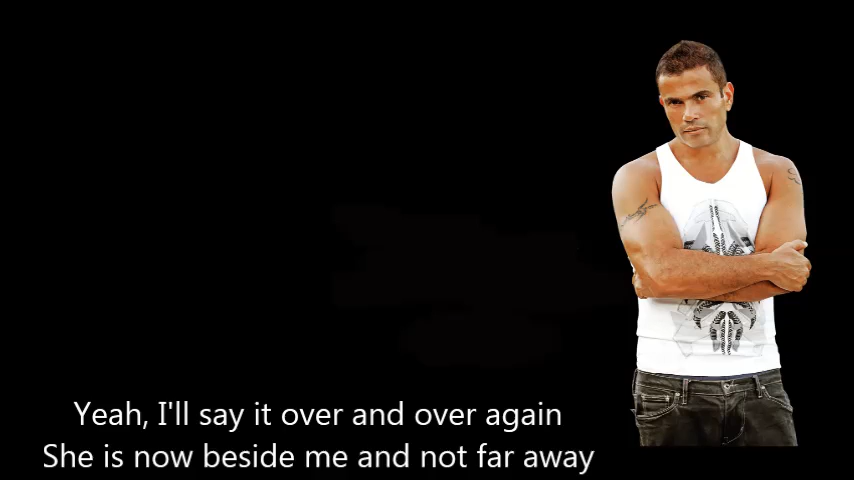 Yeah, I'll say it over and over again
She is now beside me and not far away